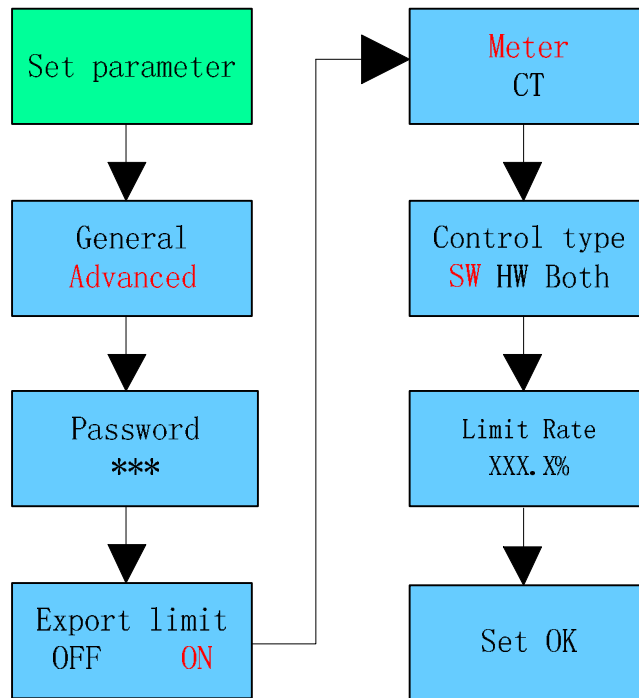 Set parameter
General
Advanced
Password
***
Export limit
OFF ON
Meter
CT
Control type
SW HW Both
Limit Rate
XXX.X%
Set OK